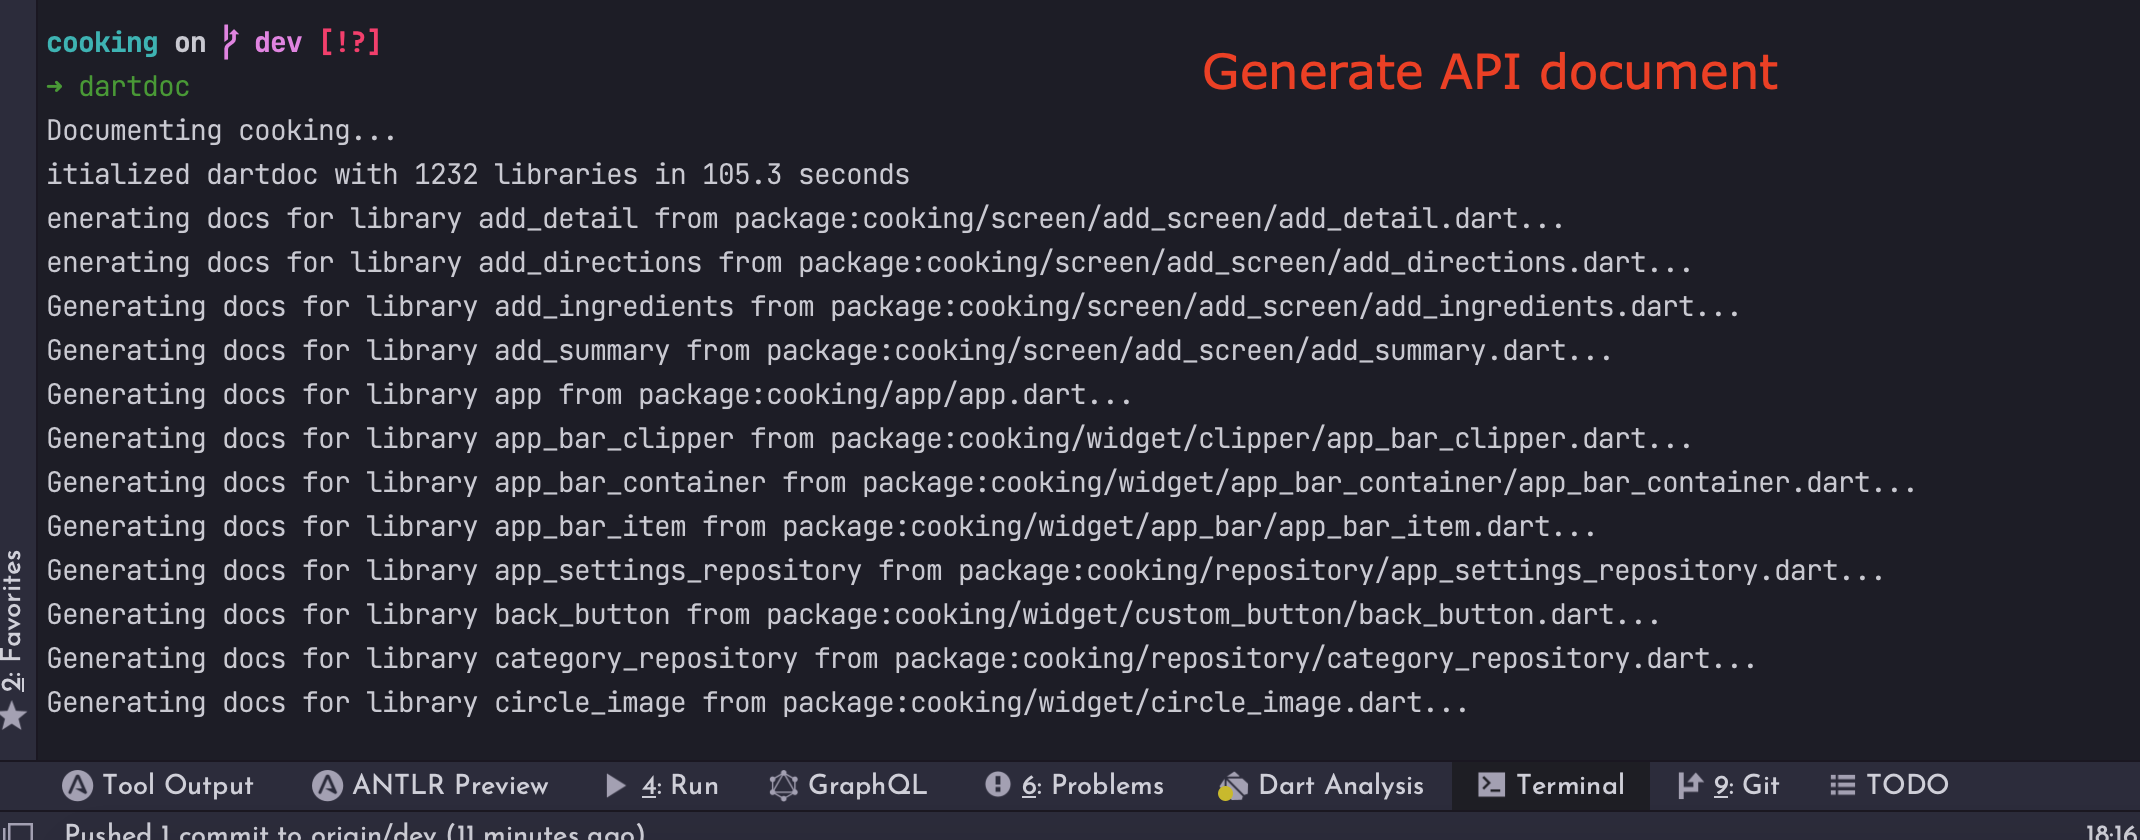 cooking on dev [!?]
Generate API document
→ dartdoc
Documenting cooking...
itialized dartdoc with 1232 libraries in 105.3 seconds
enerating docs for library add_detail from package:cooking/screen/add_screen/add_detail.dart...
enerating docs for library add_directions from package:cooking/screen/add_screen/add_directions.dart...
Generating docs for library add_ingredients from package:cooking/screen/add_screen/add_ingredients.dart...
Generating docs for library add_summary from package:cooking/screen/add_screen/add_summary.dart...
Generating docs for library app from package:cooking/app/app.dart...
Generating docs for library app_bar_clipper from package:cooking/widget/clipper/app_bar_clipper.dart...
Generating docs for library app_bar_container from package:cooking/widget/app_bar_container/app_bar_container.dart...
Generating docs for library app_bar_item from package:cooking/widget/app_bar/app_bar_item.dart...
Generating docs for library app_settings_repository from package:cooking/repository/app_settings_repository.dart...
Generating docs for library back_button from package:cooking/widget/custom_button/back_button.dart...
Generating docs for library category_repository from package:cooking/repository/category_repository.dart...
Generating docs for library circle_image from package:cooking/widget/circle_image.dart...
2: Favorites
Tool Output ANTLR Preview 4: Run GraphQL 6: Problems Dart Analysis Terminal 9: Git TODO
Pushed 1 commit to origin/dev (11 minutes ago) 18:16